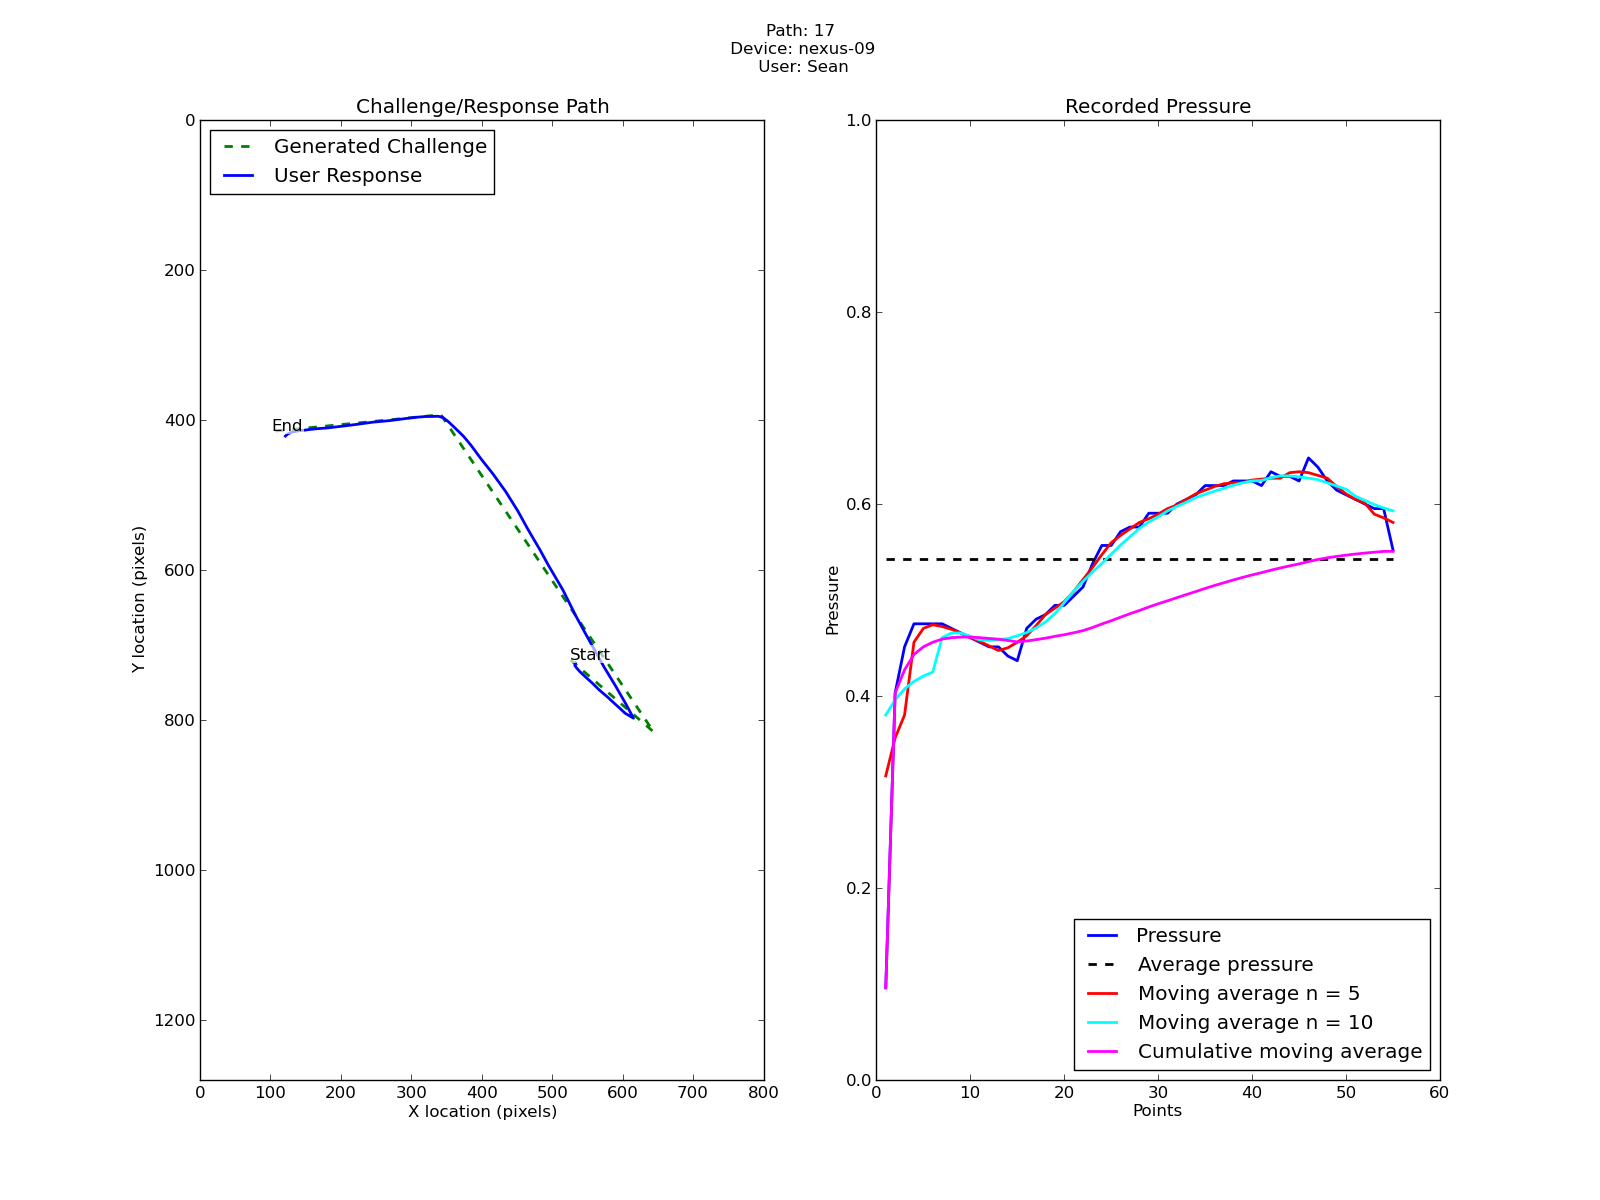 Path: 17
Device: nexus-09
User: Sean
Challenge/Response Path
Generated Challenge
User Response
0
200
400
600
800
1000
1200
Y location (pixels)
End
Start
0 100 200 300 400 500 600 700 800
X location (pixels)
Recorded Pressure
1.0
0.8
0.6
0.4
0.2
0.0
Pressure
Pressure
Average pressure
Moving average n = 5
Moving average n = 10
Cumulative moving average
0 10 20 30 40 50 60
Points